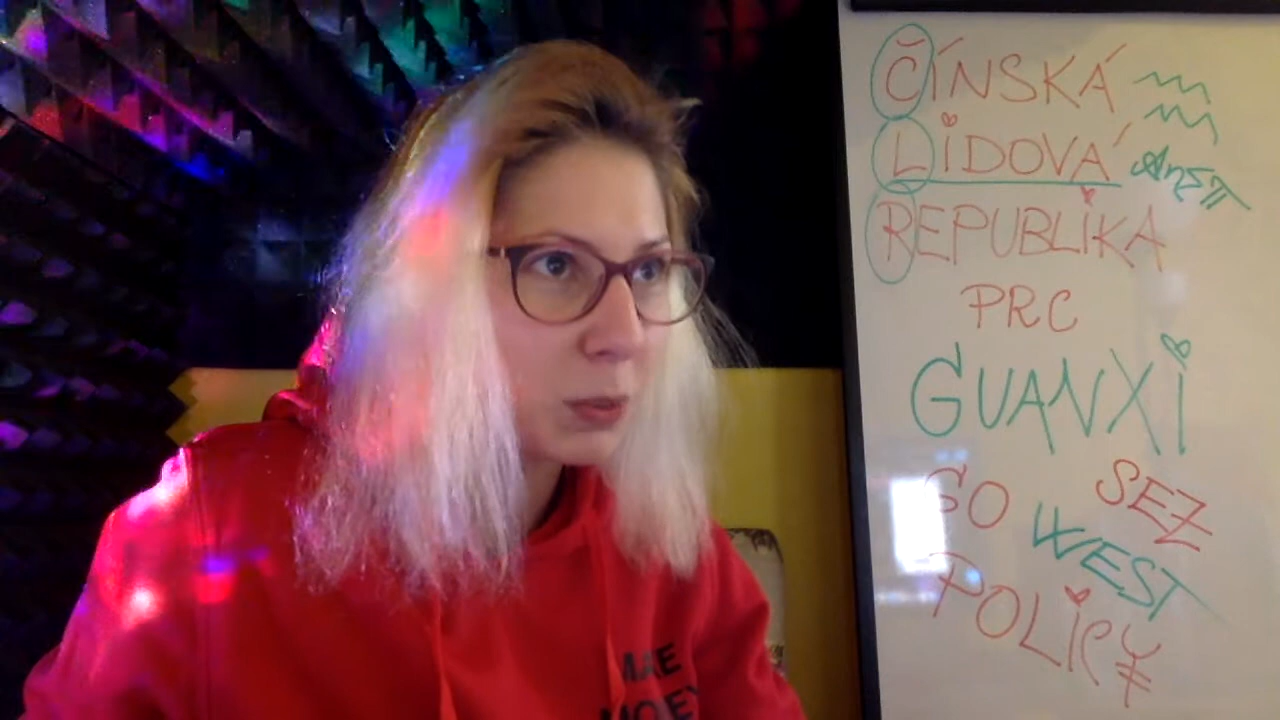 ČÍNSKÁ
LIDOVÁ
REPUBLIKA
PRC
GUANXI
GO WEST
POLICY
SEZ
MAKE
MONEY